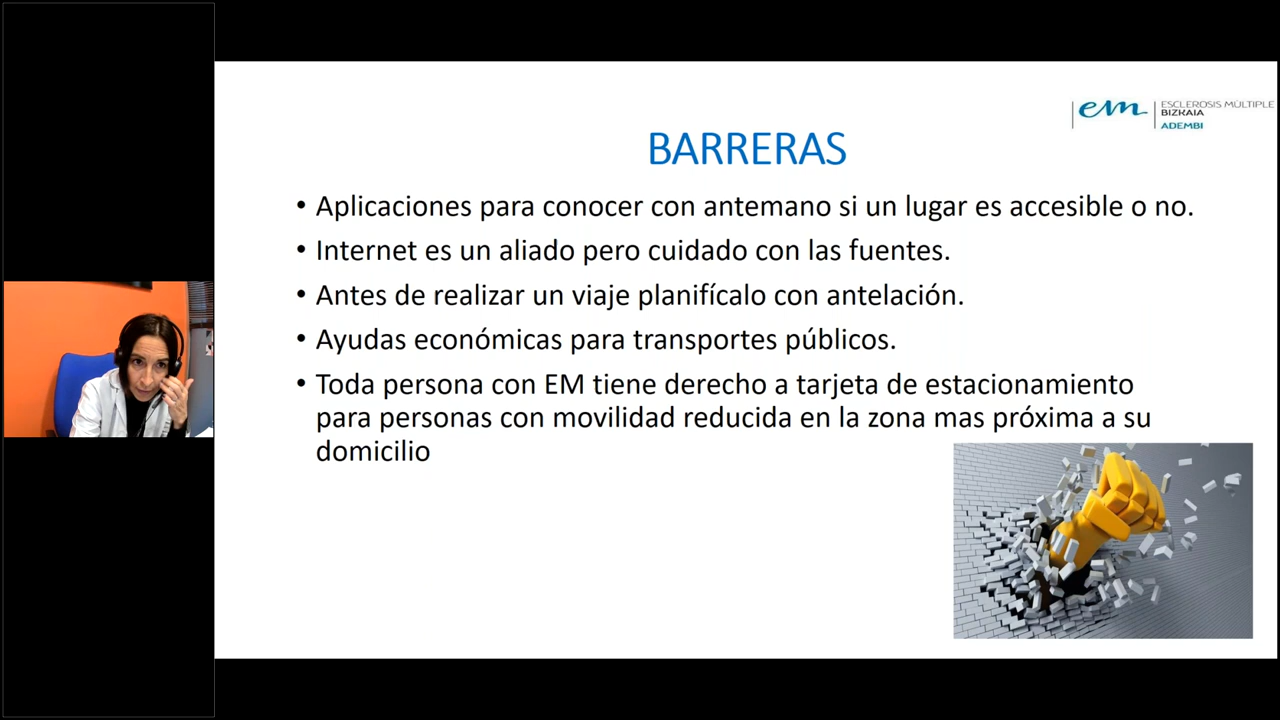 em
ESCLEROSIS MÚLTIPLE
BIZKAIA
ADEMBI
BARRERAS
• Aplicaciones para conocer con antemano si un lugar es accesible o no.
• Internet es un aliado pero cuidado con las fuentes.
• Antes de realizar un viaje planifícalo con antelación.
• Ayudas económicas para transportes públicos.
• Toda persona con EM tiene derecho a tarjeta de estacionamiento
para personas con movilidad reducida en la zona mas próxima a su
domicilio